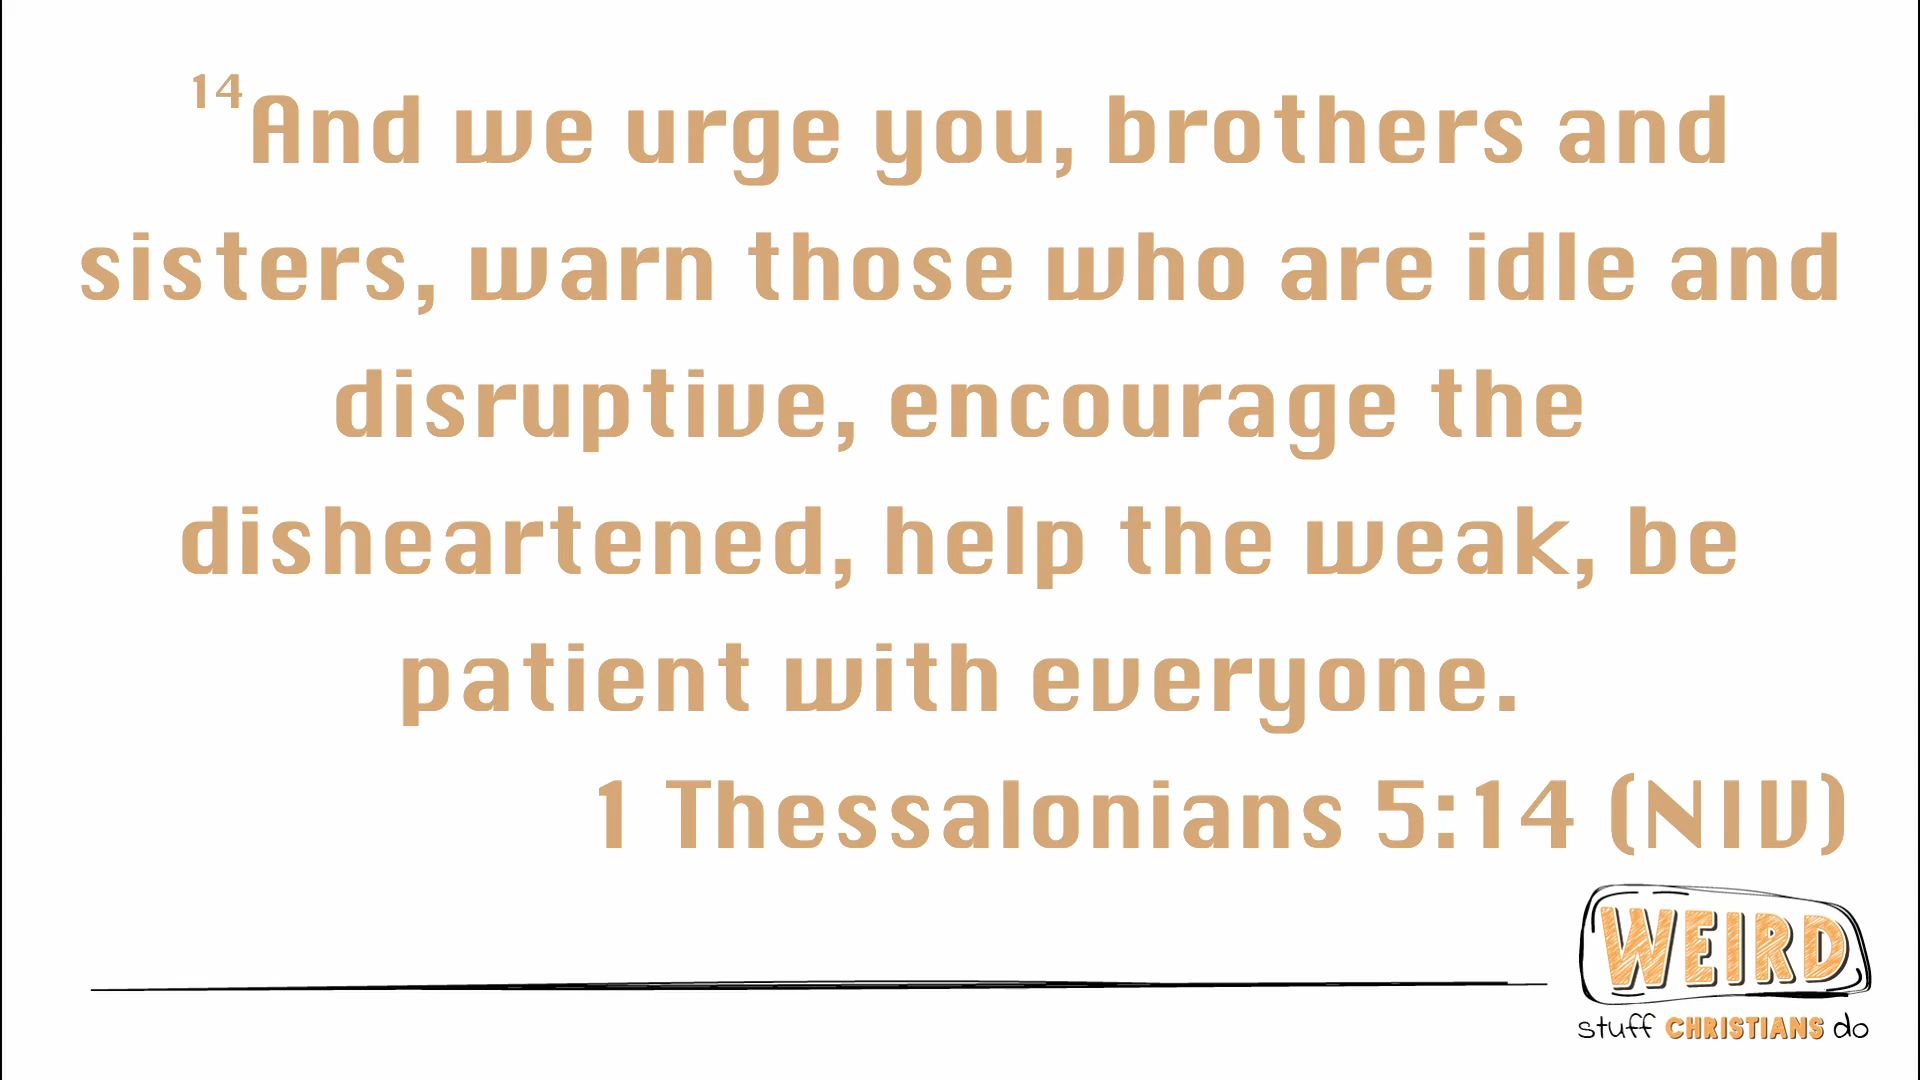 14And we urge you, brothers and
sisters, warn those who are idle and
disruptive, encourage the
disheartened, help the weak, be
patient with everyone.
1 Thessalonians 5:14 (NIV)
WEIRD
stuff CHRISTIANS do